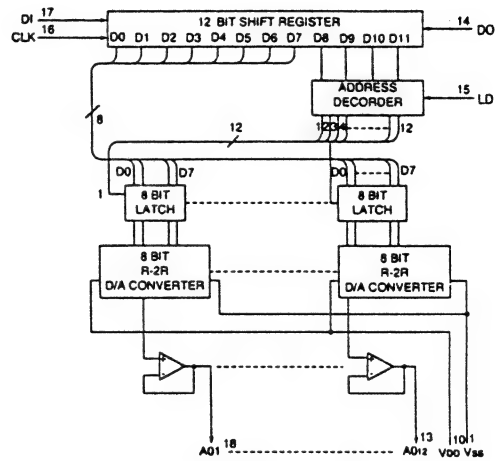 DI 17
CLK 16
12 BIT SHIFT REGISTER
D0 D1 D2 D3 D4 D5 D6 D7 D8 D9 D10 D11
14 DO
ADDRESS
DECORDER
15 LD
8
12
1 2 3 4 12
D0 D7
D0 D7
1
8 BIT
LATCH
8 BIT
LATCH
8 BIT
R-2R
D/A CONVERTER
8 BIT
R-2R
D/A CONVERTER
+
-
+
-
18
AO1
13
AO12
10
VDD
1
VSS